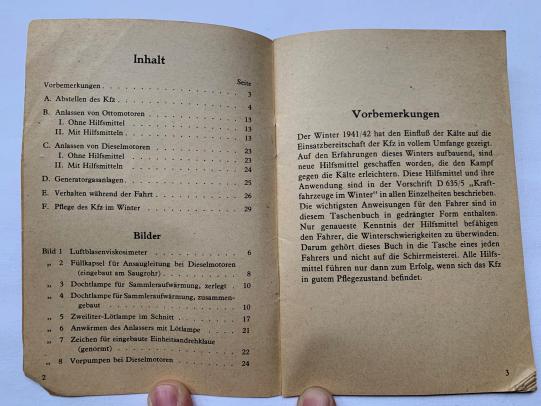 Inhalt
Seite
Vorbemerkungen . . . . . . . . . . . . 3
A. Abstellen des Kfz . . . . . . . . . . . . 4
B. Anlassen von Ottomotoren . . . . . . . . . 13
I. Ohne Hilfsmittel . . . . . . . . . . 13
II. Mit Hilfsmitteln . . . . . . . . . . 13
C. Anlassen von Dieselmotoren . . . . . . . . 23
I. Ohne Hilfsmittel . . . . . . . . . . 23
II. Mit Hilfsmitteln . . . . . . . . . . 24
D. Generatorgasanlagen . . . . . . . . . . 25
E. Verhalten während der Fahrt . . . . . . . . 26
F. Pflege des Kfz im Winter . . . . . . . . . 29
Bilder
Bild 1 Luftblasenviskosimeter . . . . . . . 6
„ 2 Füllkapsel für Ansaugleitung bei Dieselmotoren
(eingebaut am Saugrohr) . . . . . . . 8
„ 3 Dochtlampe für Sammleraufwärmung, zerlegt . 10
„ 4 Dochtlampe für Sammleraufwärmung, zusammen-
gebaut . . . . . . . . . . . 10
„ 5 Zweiliter-Lötlampe im Schnitt . . . . . 17
„ 6 Anwärmen des Anlassers mit Lötlampe . . . 21
„ 7 Zeichen für eingebaute Einheitsandrehklaue
(genormt) . . . . . . . . . . 22
„ 8 Vorpumpen bei Dieselmotoren . . . . . 24
2
Vorbemerkungen
Der Winter 1941/42 hat den Einfluß der Kälte auf die
Einsatzbereitschaft der Kfz in vollem Umfange gezeigt.
Auf den Erfahrungen dieses Winters aufbauend, sind
neue Hilfsmittel geschaffen worden, die den Kampf
gegen die Kälte erleichtern. Diese Hilfsmittel und ihre
Anwendung sind in der Vorschrift D 635/5 „Kraft-
fahrzeuge im Winter“ in allen Einzelheiten beschrieben.
Die wichtigsten Anweisungen für den Fahrer sind in
diesem Taschenbuch in gedrängter Form enthalten.
Nur genaueste Kenntnis der Hilfsmittel befähigen
den Fahrer, die Winterschwierigkeiten zu überwinden.
Darum gehört dieses Buch in die Tasche eines jeden
Fahrers und nicht auf die Schirrmeisterei. Alle Hilfs-
mittel führen nur dann zum Erfolg, wenn sich das Kfz
in gutem Pflegezustand befindet.
3